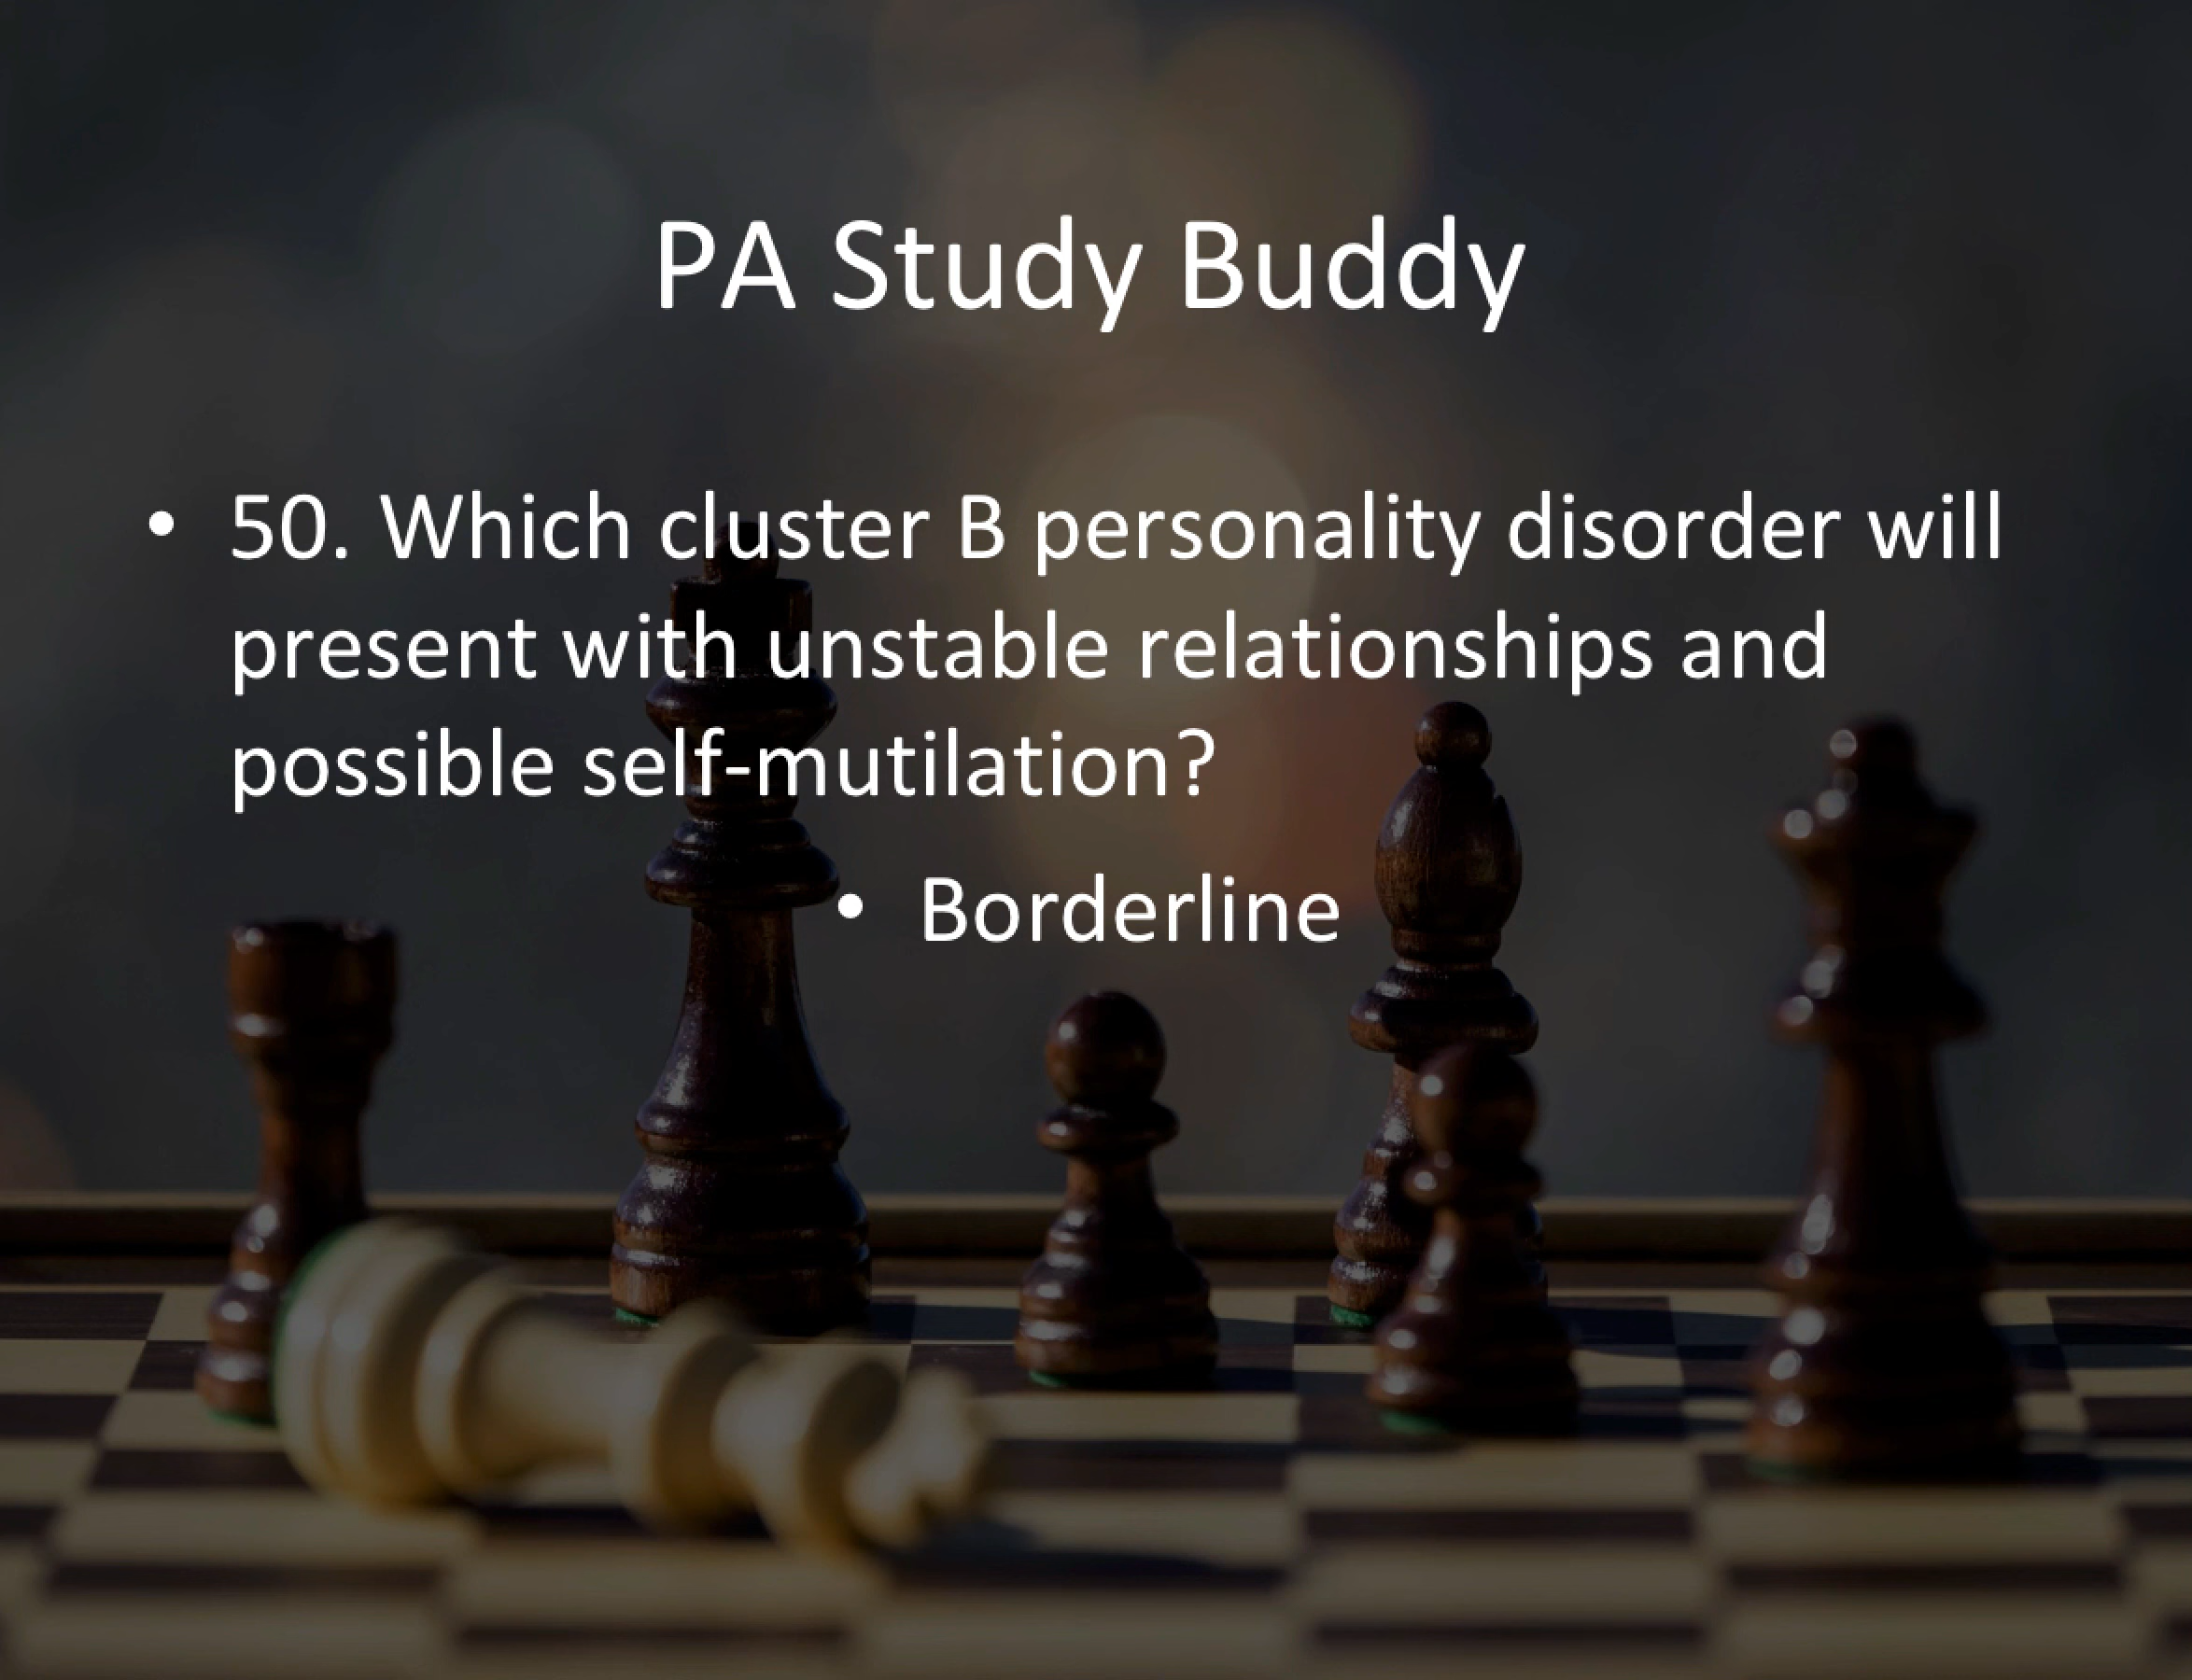 PA Study Buddy
• 50. Which cluster B personality disorder will
present with unstable relationships and
possible self-mutilation?
• Borderline